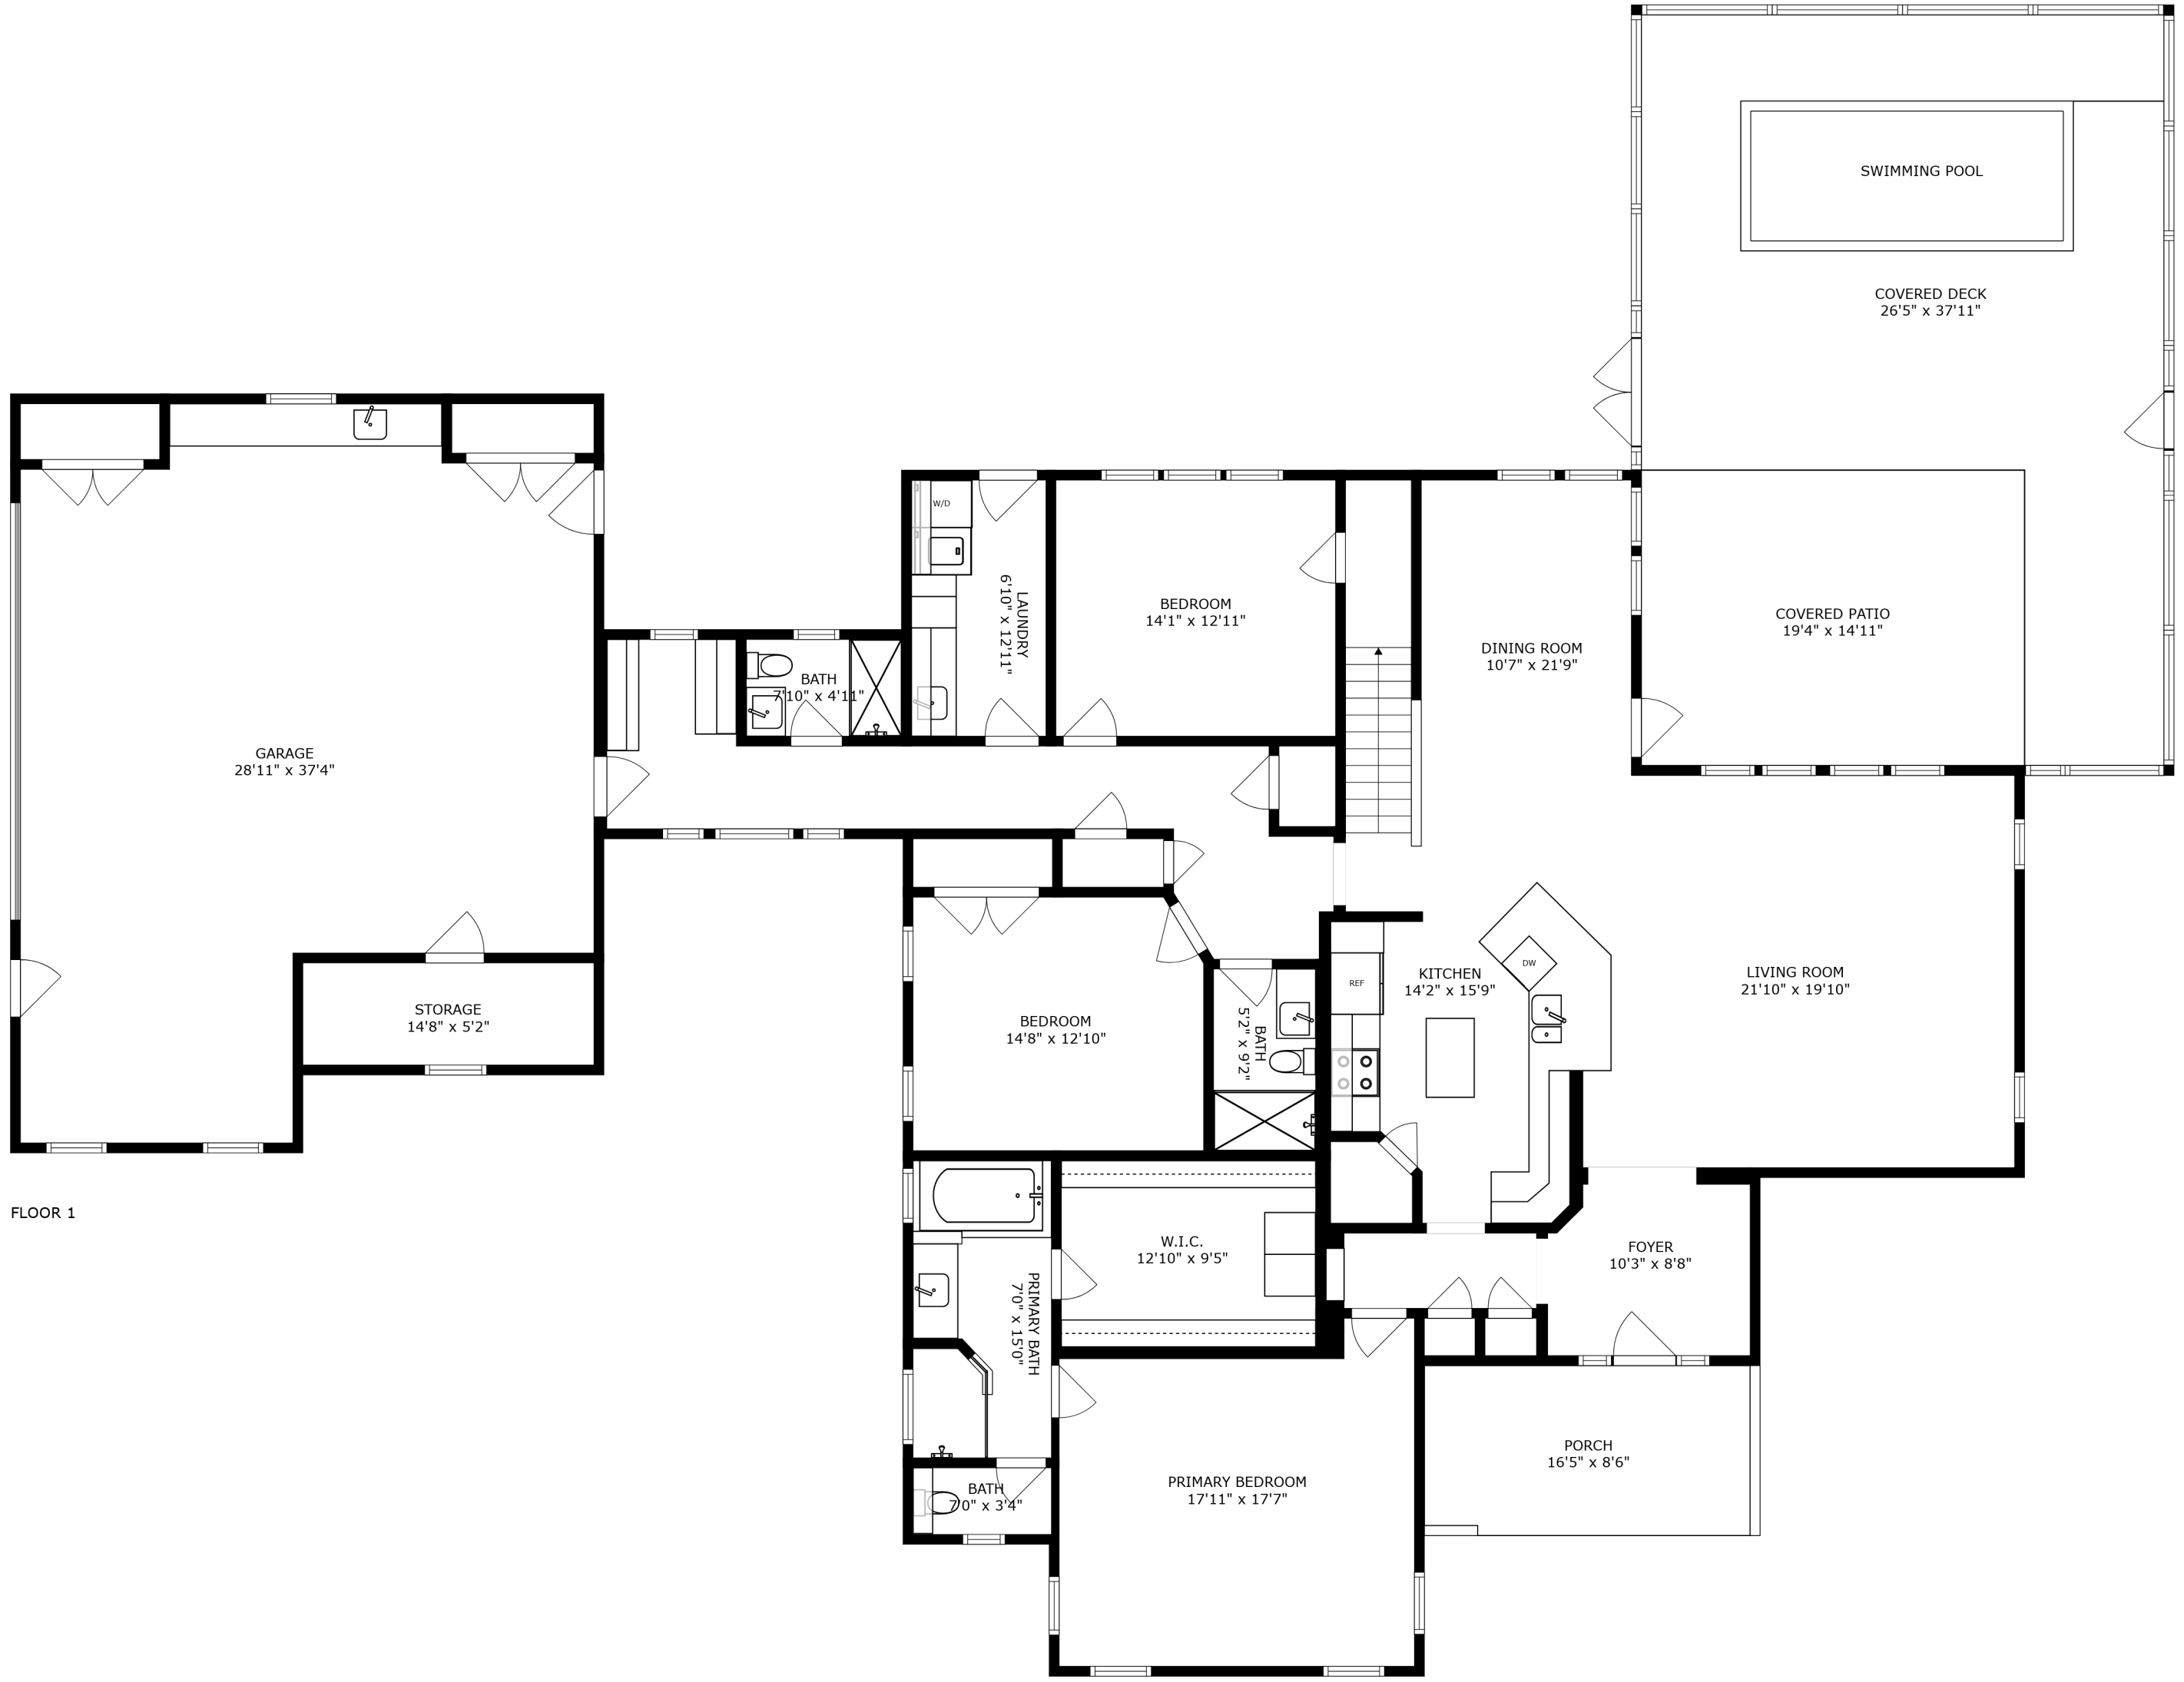 SWIMMING POOL
COVERED DECK
26'5" x 37'11"
W/D
LAUNDRY
6'10" x 12'11"
BEDROOM
14'1" x 12'11"
COVERED PATIO
19'4" x 14'11"
DINING ROOM
10'7" x 21'9"
BATH
7'10" x 4'11"
GARAGE
28'11" x 37'4"
STORAGE
14'8" x 5'2"
BEDROOM
14'8" x 12'10"
BATH
5'2" x 9'2"
REF
KITCHEN
14'2" x 15'9"
DW
LIVING ROOM
21'10" x 19'10"
FLOOR 1
W.I.C.
12'10" x 9'5"
FOYER
10'3" x 8'8"
PRIMARY BATH
7'0" x 15'0"
PORCH
16'5" x 8'6"
PRIMARY BEDROOM
17'11" x 17'7"
BATH
7'0" x 3'4"